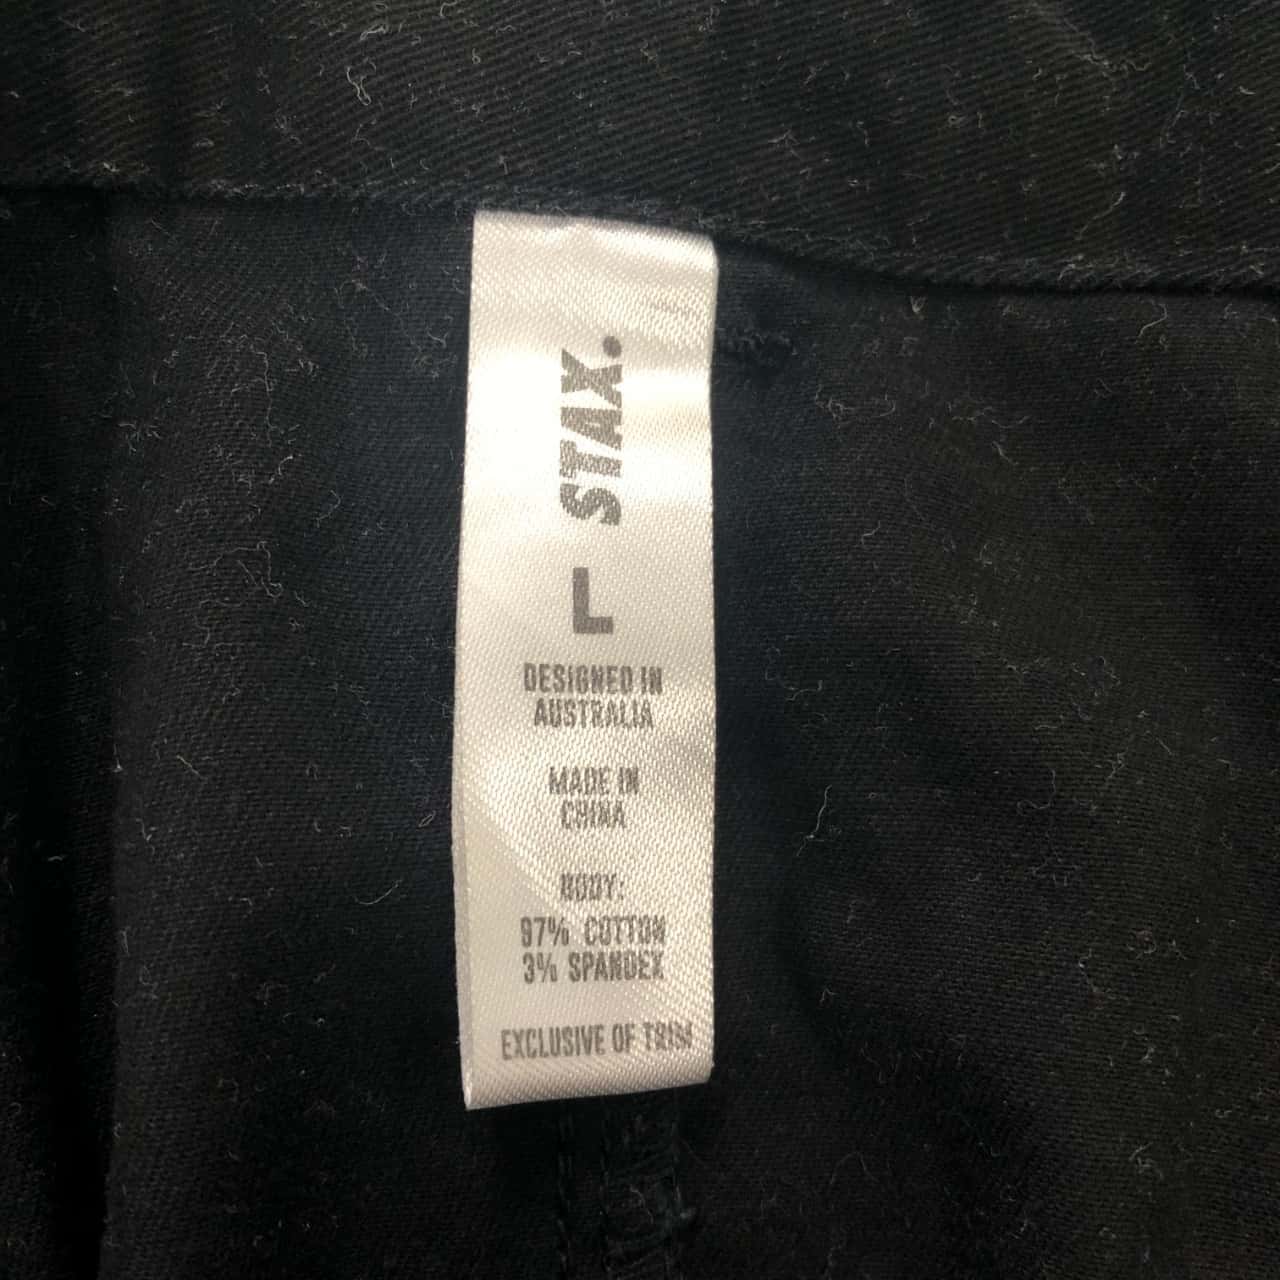 STAX.
L
DESIGNED IN
AUSTRALIA
MADE IN
CHINA
BODY:
97% COTTON
3% SPANDEX
EXCLUSIVE OF TRIM